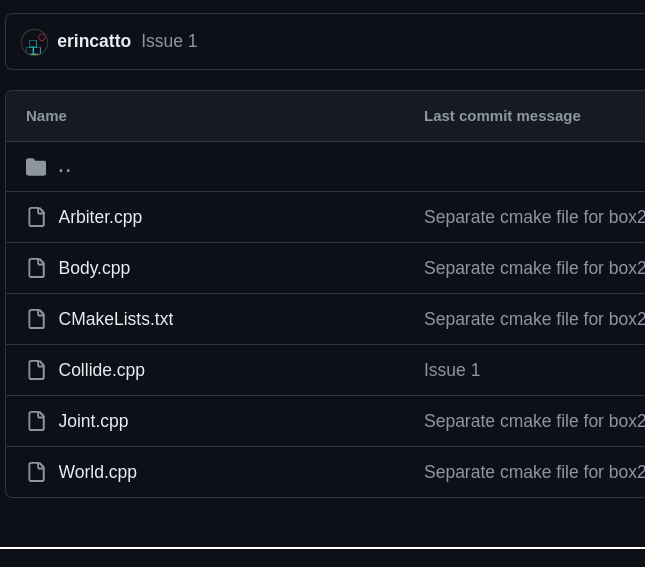 erincatto Issue 1
Name Last commit message
..
Arbiter.cpp Separate cmake file for box2
Body.cpp Separate cmake file for box2
CMakeLists.txt Separate cmake file for box2
Collide.cpp Issue 1
Joint.cpp Separate cmake file for box2
World.cpp Separate cmake file for box2